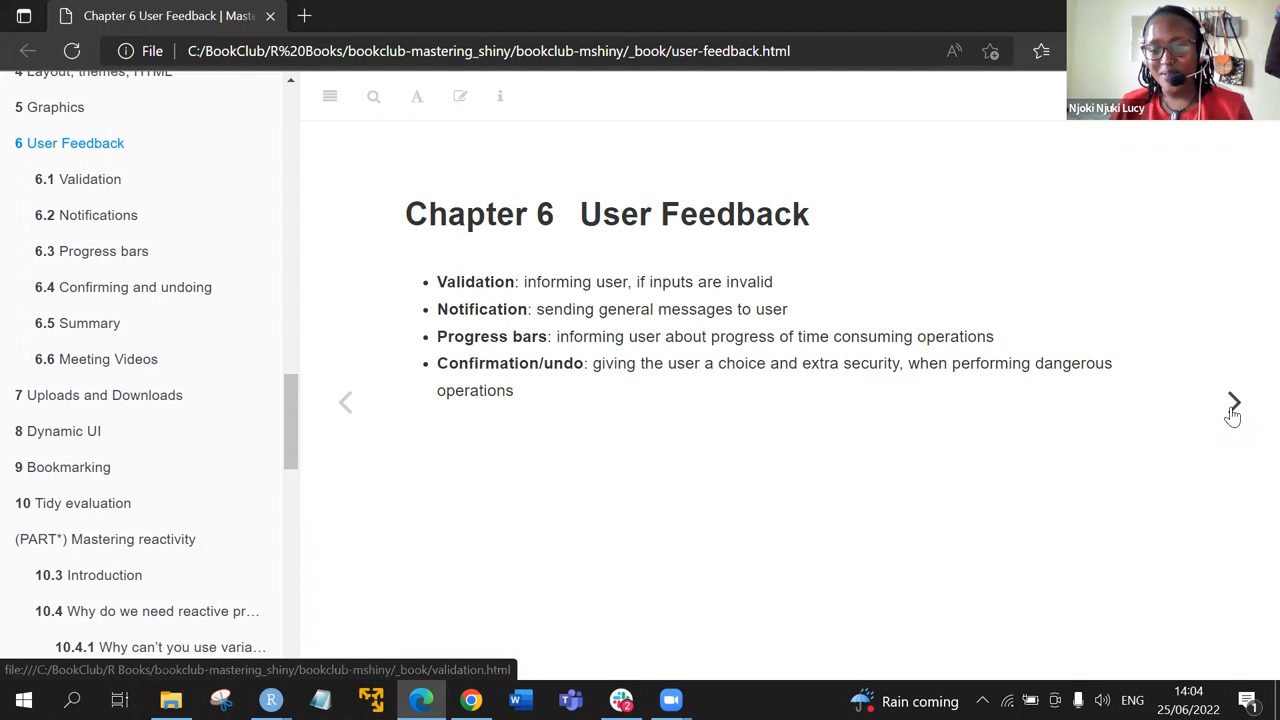 Chapter 6 User Feedback | Mast
File
C:/BookClub/R%20Books/bookclub-mastering_shiny/bookclub-mshiny/_book/user-feedback.html
Njoki Njuki Lucy
4 Layout, themes, HTML
5 Graphics
6 User Feedback
6.1 Validation
6.2 Notifications
6.3 Progress bars
6.4 Confirming and undoing
6.5 Summary
6.6 Meeting Videos
7 Uploads and Downloads
8 Dynamic UI
9 Bookmarking
10 Tidy evaluation
(PART*) Mastering reactivity
10.3 Introduction
10.4 Why do we need reactive pr…
10.4.1 Why can't you use varia…
Chapter 6 User Feedback
• Validation: informing user, if inputs are invalid
• Notification: sending general messages to user
• Progress bars: informing user about progress of time consuming operations
• Confirmation/undo: giving the user a choice and extra security, when performing dangerous
operations
file:///C:/BookClub/R Books/bookclub-mastering_shiny/bookclub-mshiny/_book/validation.html
Rain coming
ENG
14:04
25/06/2022